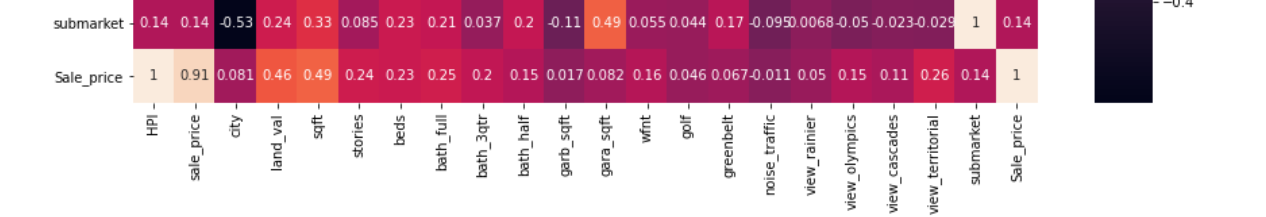 submarket 0.14 0.14 -0.53 0.24 0.33 0.085 0.23 0.21 0.037 0.2 -0.11 0.49 0.055 0.044 0.17 -0.095 0.0068 -0.05 -0.023 -0.029 1 0.14
-0.4
Sale_price 1 0.91 0.081 0.46 0.49 0.24 0.23 0.25 0.2 0.15 0.017 0.082 0.16 0.046 0.067 -0.011 0.05 0.15 0.11 0.26 0.14 1
HPI sale_price city land_val sqft stories beds bath_full bath_3qtr bath_half garb_sqft gara_sqft wfnt golf greenbelt noise_traffic view_rainier view_olympics view_cascades view_territorial submarket Sale_price